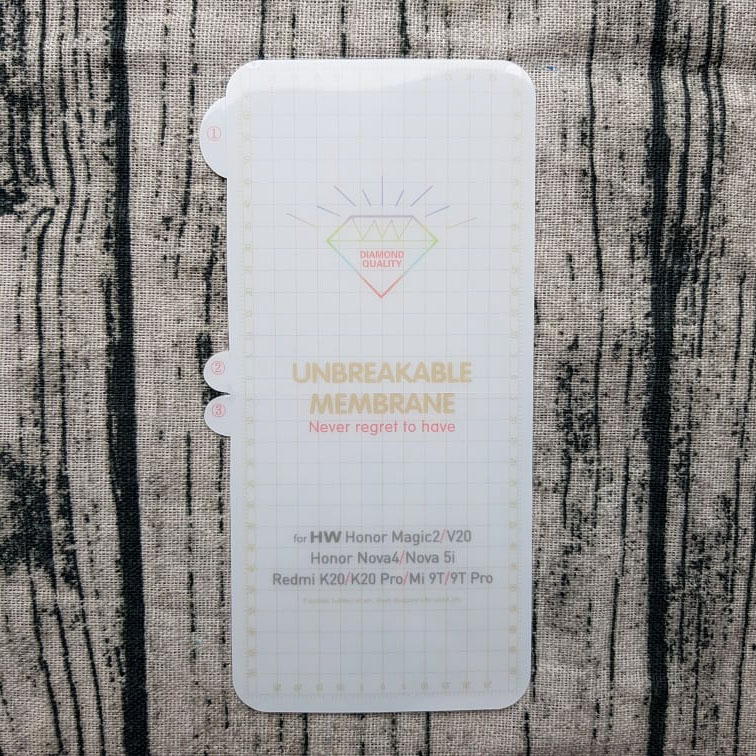 ①
DIAMOND
QUALITY
②
UNBREAKABLE
MEMBRANE
③
Never regret to have
for HW Honor Magic2/V20
Honor Nova4/Nova 5i
Redmi K20/K20 Pro/Mi 9T/9T Pro